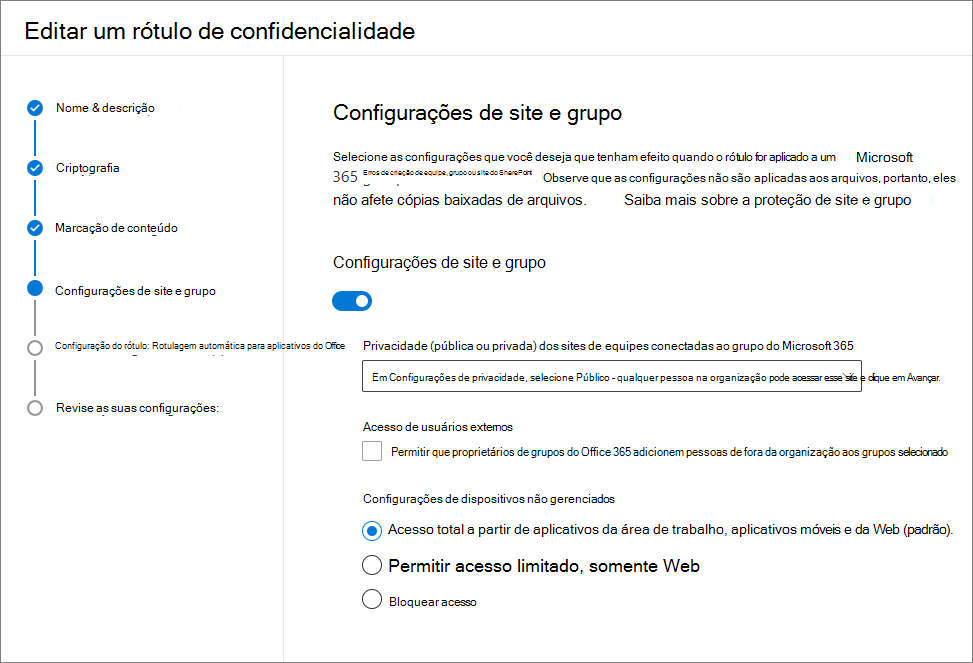 Editar um rótulo de confidencialidade
Nome & descrição
Criptografia
Marcação de conteúdo
Configurações de site e grupo
Configuração do rótulo: Rotulagem automática para aplicativos do Office
Revise as suas configurações:
Configurações de site e grupo
Selecione as configurações que você deseja que tenham efeito quando o rótulo for aplicado a um Microsoft
365 Erros de criação de equipe, grupo ou site do SharePoint Observe que as configurações não são aplicadas aos arquivos, portanto, eles
não afete cópias baixadas de arquivos. Saiba mais sobre a proteção de site e grupo
Configurações de site e grupo
Privacidade (pública ou privada) dos sites de equipes conectadas ao grupo do Microsoft 365
Em Configurações de privacidade, selecione Público - qualquer pessoa na organização pode acessar esse site e clique em Avançar.
Acesso de usuários externos
Permitir que proprietários de grupos do Office 365 adicionem pessoas de fora da organização aos grupos selecionado
Configurações de dispositivos não gerenciados
Acesso total a partir de aplicativos da área de trabalho, aplicativos móveis e da Web (padrão).
Permitir acesso limitado, somente Web
Bloquear acesso